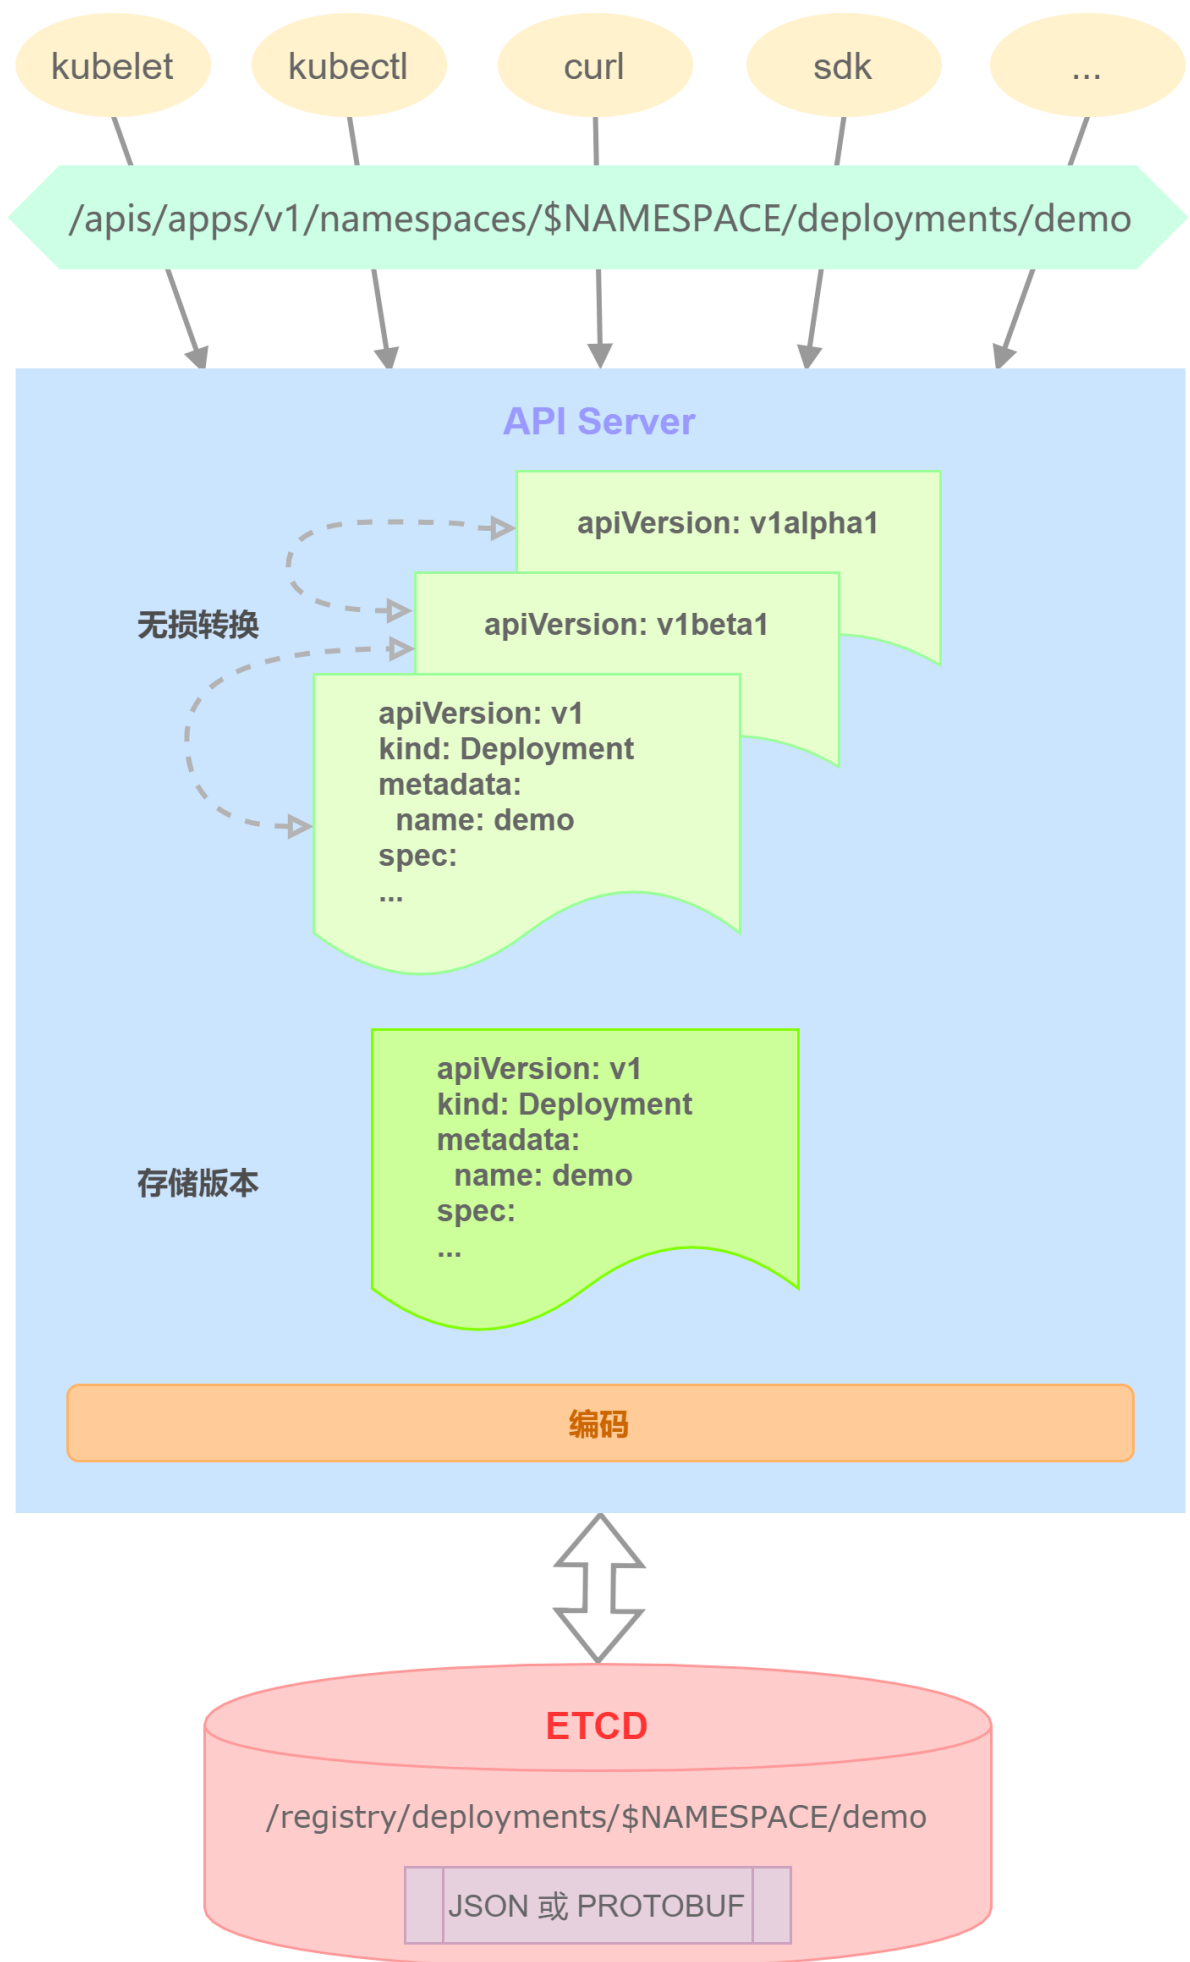 kubelet
kubectl
curl
sdk
...
/apis/apps/v1/namespaces/$NAMESPACE/deployments/demo
API Server
apiVersion: v1alpha1
无损转换
apiVersion: v1beta1
apiVersion: v1
kind: Deployment
metadata:
  name: demo
spec:
...
存储版本
apiVersion: v1
kind: Deployment
metadata:
  name: demo
spec:
...
编码
ETCD
/registry/deployments/$NAMESPACE/demo
JSON 或 PROTOBUF